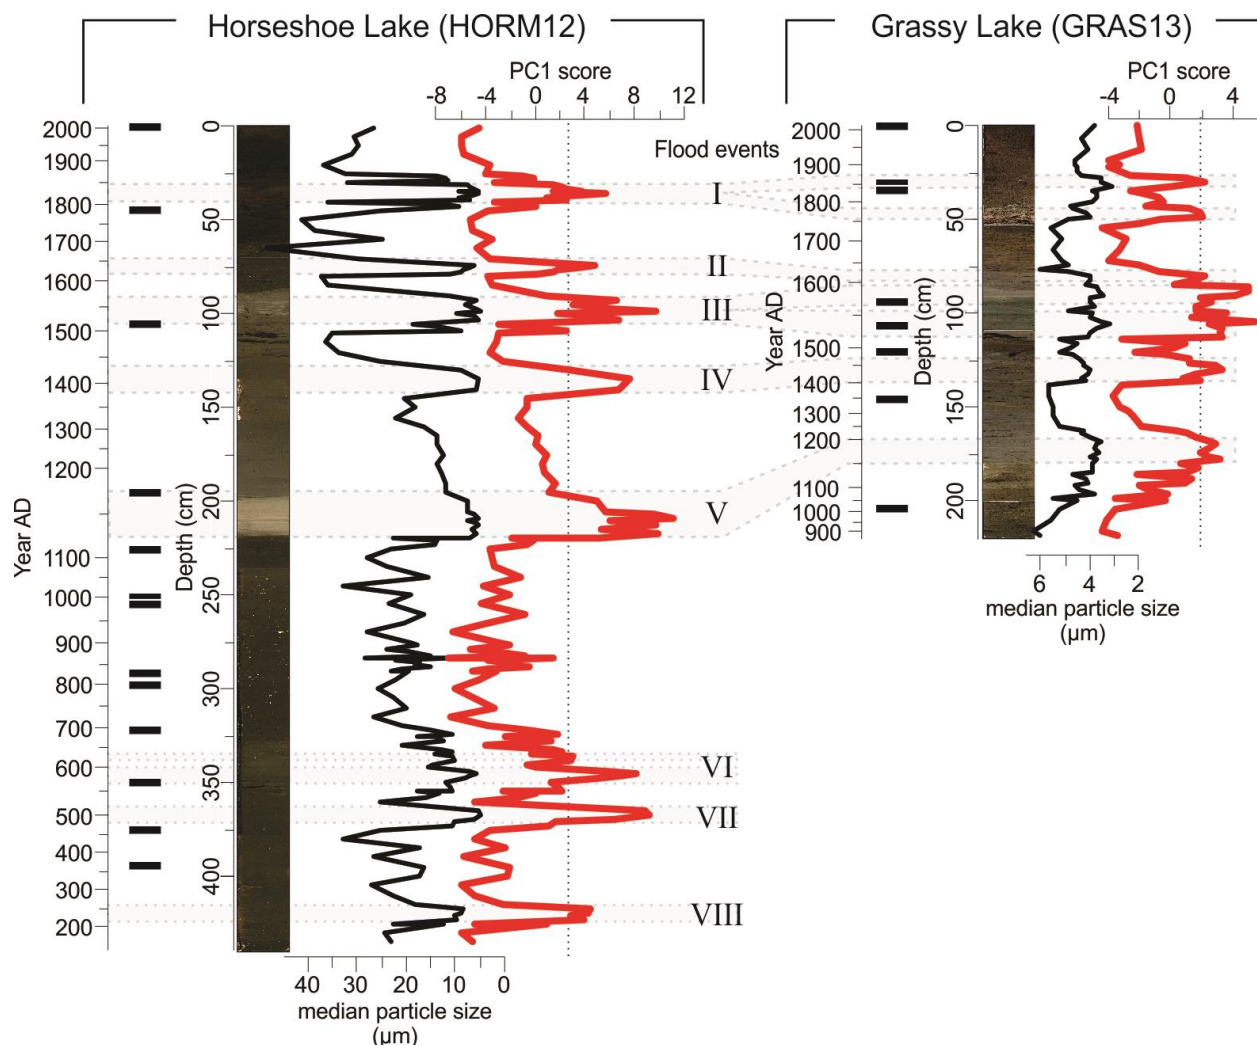 Horseshoe Lake (HORM12)
Grassy Lake (GRAS13)
PC1 score
-8 -4 0 4 8 12
PC1 score
-4 0 4
Flood events
Year AD
2000
1900
1800
1700
1600
1500
1400
1300
1200
1100
1000
900
800
700
600
500
400
300
200
Depth (cm)
0
50
100
150
200
250
300
350
400
I
II
III
IV
V
VI
VII
VIII
40 30 20 10 0
median particle size
(µm)
Year AD
2000
1900
1800
1700
1600
1500
1400
1300
1200
1100
1000
900
Depth (cm)
0
50
100
150
200
6 4 2
median particle size
(µm)